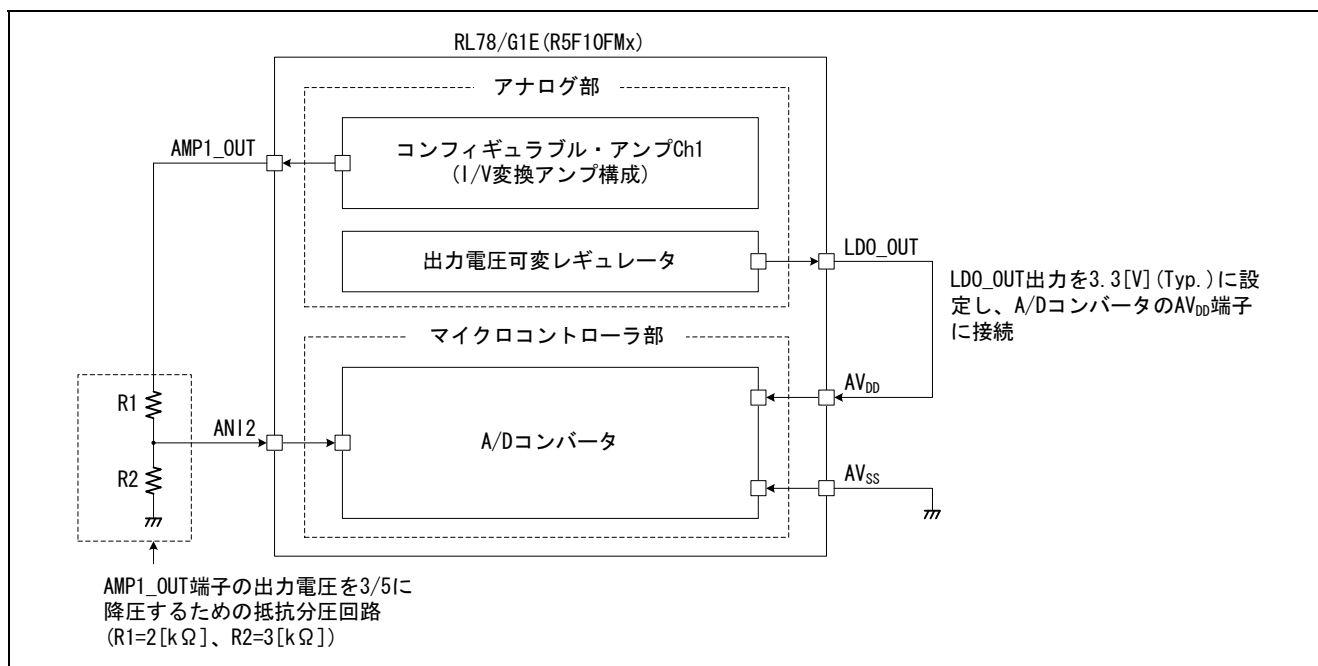 RL78/G1E(R5F10FMx)
アナログ部
AMP1_OUT
コンフィギュラブル・アンプCh1
(I/V変換アンプ構成)
出力電圧可変レギュレータ
LDO_OUT
LDO_OUT出力を3.3[V](Typ.)に設
定し、A/DコンバータのAVDD端子
に接続
マイクロコントローラ部
R1
ANI2
R2
A/Dコンバータ
AVDD
AVSS
AMP1_OUT端子の出力電圧を3/5に
降圧するための抵抗分圧回路
(R1=2[kΩ]、R2=3[kΩ])